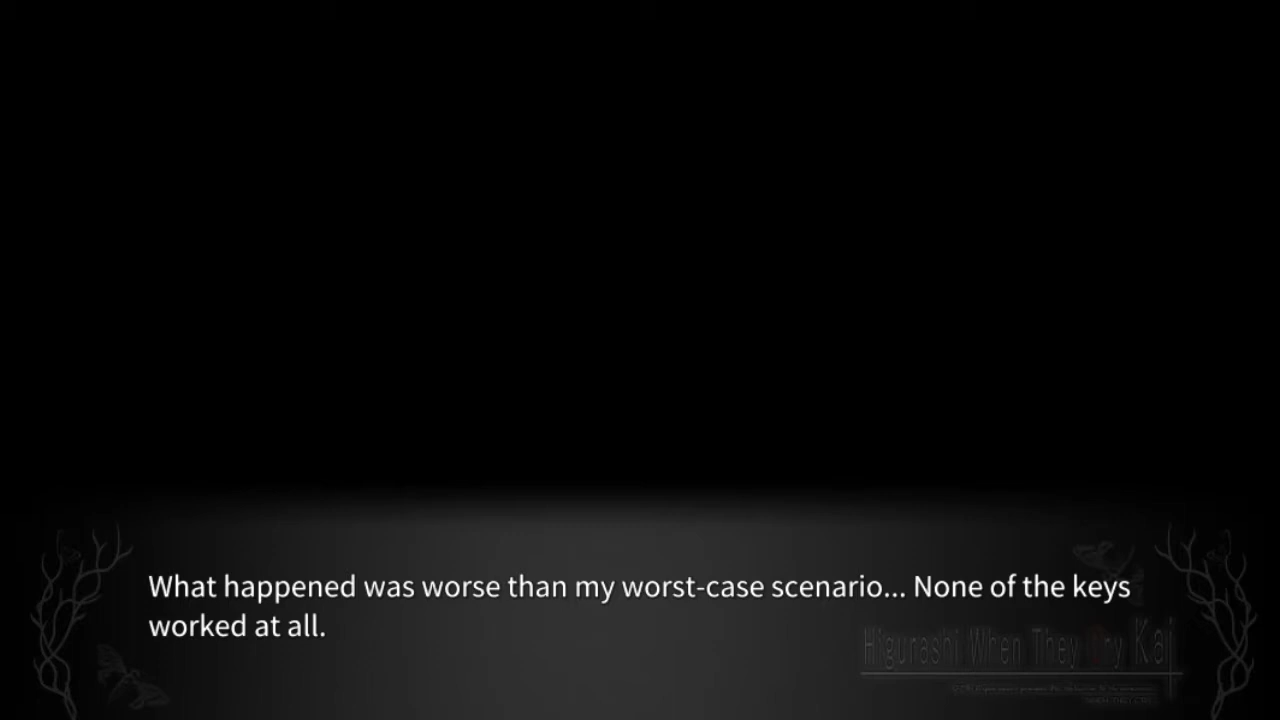 What happened was worse than my worst-case scenario... None of the keys
worked at all.
Higurashi When They Cry Kai